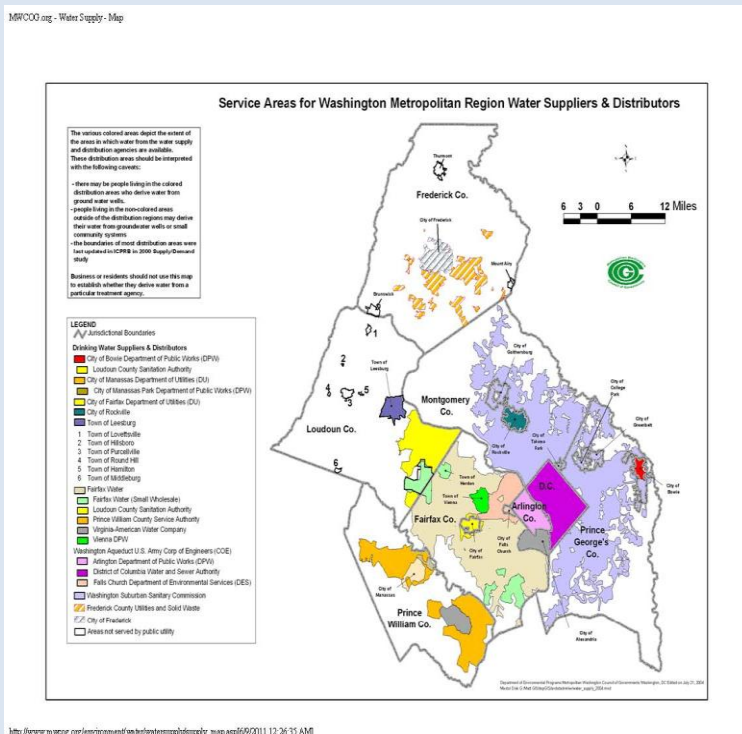 MWCOG.org - Water Supply - Map
Service Areas for Washington Metropolitan Region Water Suppliers & Distributors
The various colored areas depict the extent of
the areas in which water from the water supply
and distribution agencies are available.
These distribution areas should be interpreted
with the following caveats:
- there may be people living in the colored
distribution areas who derive water from
ground water wells.
- people living in the non-colored areas
outside of the distribution regions may derive
their water from groundwater wells or small
community systems
- the boundaries of most distribution areas were
last updated in ICPRB in 2000 Supply/Demand
study
Business or residents should not use this map
to establish whether they derive water from a
particular treatment agency.
6 3 0 6 12 Miles
Thurmont
Frederick Co.
City of Frederick
Mount Airy
Brunswick
1
2
Town of
Leesburg
4
5
3
Loudoun Co.
6
Montgomery
Co.
City of
Gaithersburg
City of
College
Park
City of
Greenbelt
City of
Rockville
City of
Takoma
Park
City of
Bowie
Town of
Herndon
Town of
Vienna
D.C.
Arlington
Co.
Fairfax Co.
City of
Falls
Church
City of
Fairfax
Prince
George's
Co.
City of
Manassas
Prince
William Co.
City of
Alexandria
LEGEND
Jurisdictional Boundaries
Drinking Water Suppliers & Distributors
City of Bowie Department of Public Works (DPW)
Loudoun County Sanitation Authority
City of Manassas Department of Utilities (DU)
City of Manassas Park Department of Public Works (DPW)
City of Fairfax Department of Utilities (DU)
City of Rockville
Town of Leesburg
1 Town of Lovettsville
2 Town of Hillsboro
3 Town of Purcellville
4 Town of Round Hill
5 Town of Hamilton
6 Town of Middleburg
Fairfax Water
Fairfax Water (Small Wholesale)
Loudoun County Sanitation Authority
Prince William County Service Authority
Virginia-American Water Company
Vienna DPW
Washington Aqueduct U.S. Army Corp of Engineers (COE)
Arlington Department of Public Works (DPW)
District of Columbia Water and Sewer Authority
Falls Church Department of Environmental Services (DES)
Washington Suburban Sanitary Commission
Frederick County Utilities and Solid Waste
City of Frederick
Areas not served by public utility